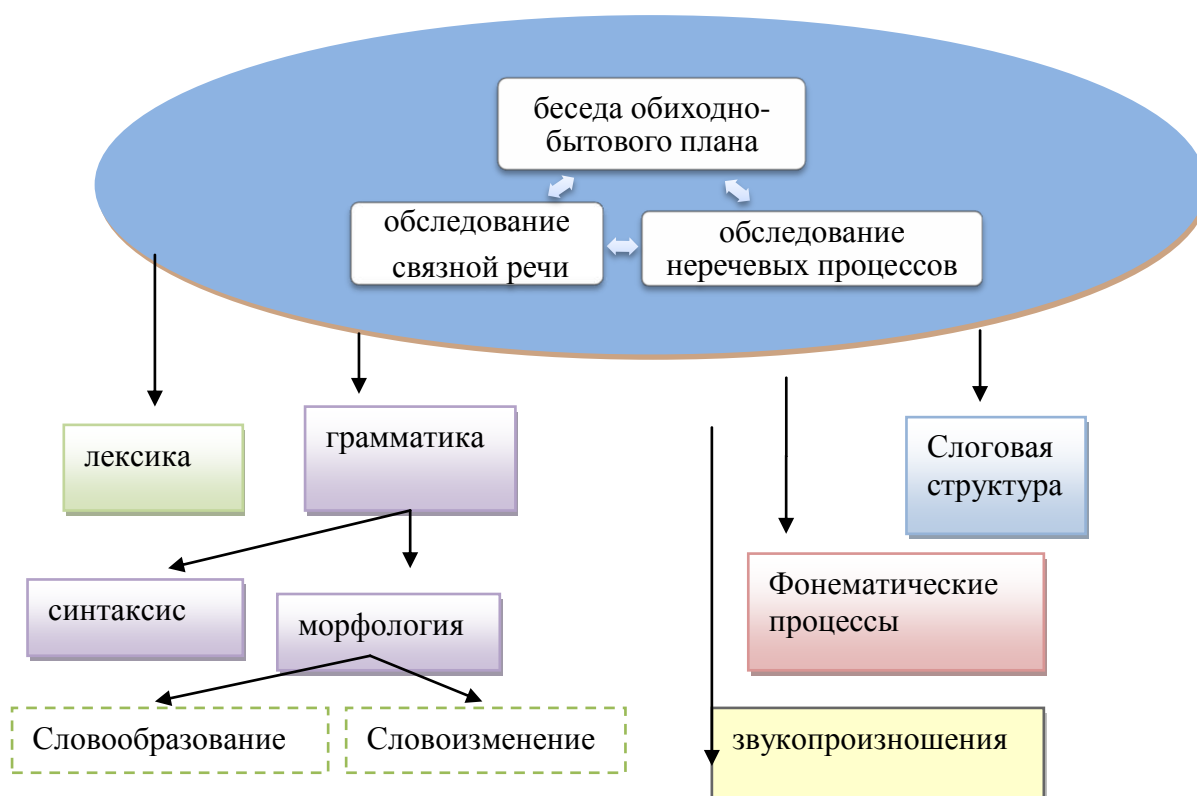 беседа обиходно-
бытового плана
обследование
связной речи
обследование
неречевых процессов
лексика
грамматика
Слоговая
структура
синтаксис
морфология
Фонематические
процессы
Словообразование
Словоизменение
звукопроизношения